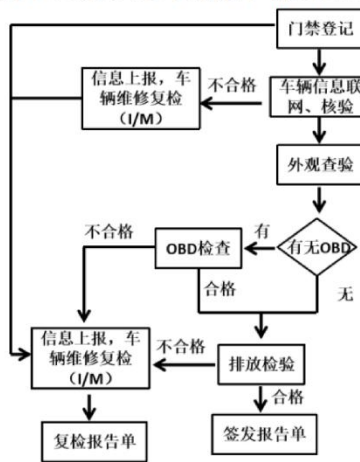 门禁登记
信息上报，车
辆维修复检
（I/M）
不合格
车辆信息联
网、核验
外观查验
不合格
OBD检查
有
有无OBD
合格
无
信息上报，车
辆维修复检
（I/M）
不合格
排放检验
合格
复检报告单
签发报告单